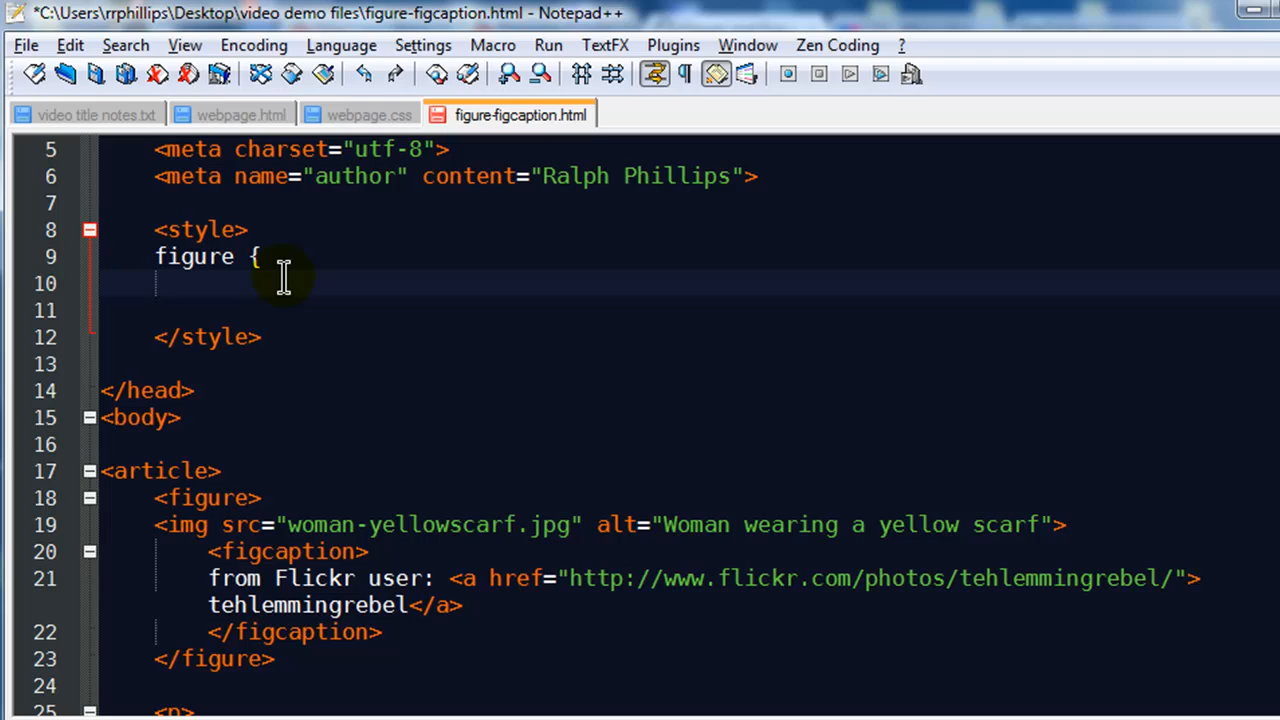 *C:\Users\rrphillips\Desktop\video demo files\figure-figcaption.html - Notepad++
File Edit Search View Encoding Language Settings Macro Run TextFX Plugins Window Zen Coding ?
video title notes.txt webpage.html webpage.css figure-figcaption.html
5 <meta charset="utf-8">
6 <meta name="author" content="Ralph Phillips">
7
8 <style>
9 figure {
10
11
12 </style>
13
14 </head>
15 <body>
16
17 <article>
18 <figure>
19 <img src="woman-yellowscarf.jpg" alt="Woman wearing a yellow scarf">
20 <figcaption>
21 from Flickr user: <a href="http://www.flickr.com/photos/tehlemmingrebel/">
tehlemmingrebel</a>
22 </figcaption>
23 </figure>
24
25 <p>